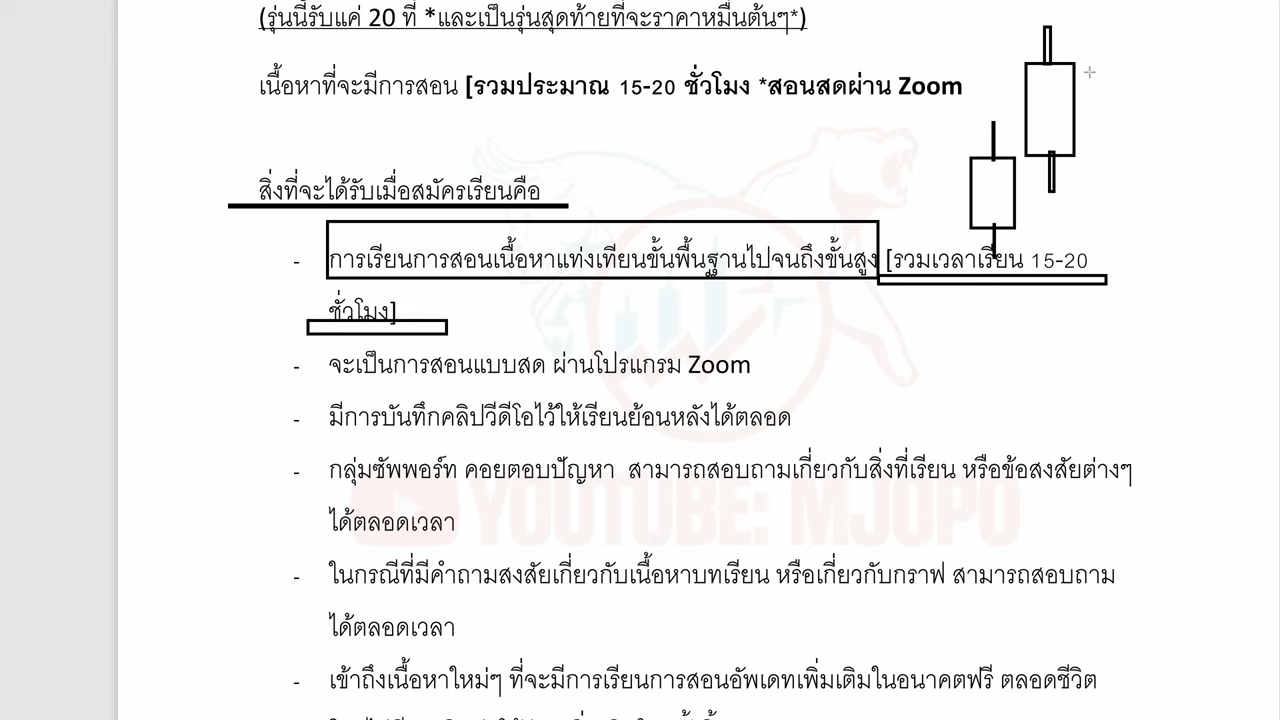 (รุ่นนี้รับแค่ 20 ที่ *และเป็นรุ่นสุดท้ายที่จะราคาหมื่นต้นๆ*)
เนื้อหาที่จะมีการสอน [รวมประมาณ 15-20 ชั่วโมง *สอนสดผ่าน Zoom
สิ่งที่จะได้รับเมื่อสมัครเรียนคือ
- การเรียนการสอนเนื้อหาแท่งเทียนขั้นพื้นฐานไปจนถึงขั้นสูง [รวมเวลาเรียน 15-20
ชั่วโมง]
- จะเป็นการสอนแบบสด ผ่านโปรแกรม Zoom
- มีการบันทึกคลิปวีดีโอไว้ให้เรียนย้อนหลังได้ตลอด
- กลุ่มซัพพอร์ท คอยตอบปัญหา สามารถสอบถามเกี่ยวกับสิ่งที่เรียน หรือข้อสงสัยต่างๆ
YOUTUBE: MJOPU
ได้ตลอดเวลา
- ในกรณีที่มีคำถามสงสัยเกี่ยวกับเนื้อหาบทเรียน หรือเกี่ยวกับกราฟ สามารถสอบถาม
ได้ตลอดเวลา
- เข้าถึงเนื้อหาใหม่ๆ ที่จะมีการเรียนการสอนอัพเดทเพิ่มเติมในอนาคตฟรี ตลอดชีวิต